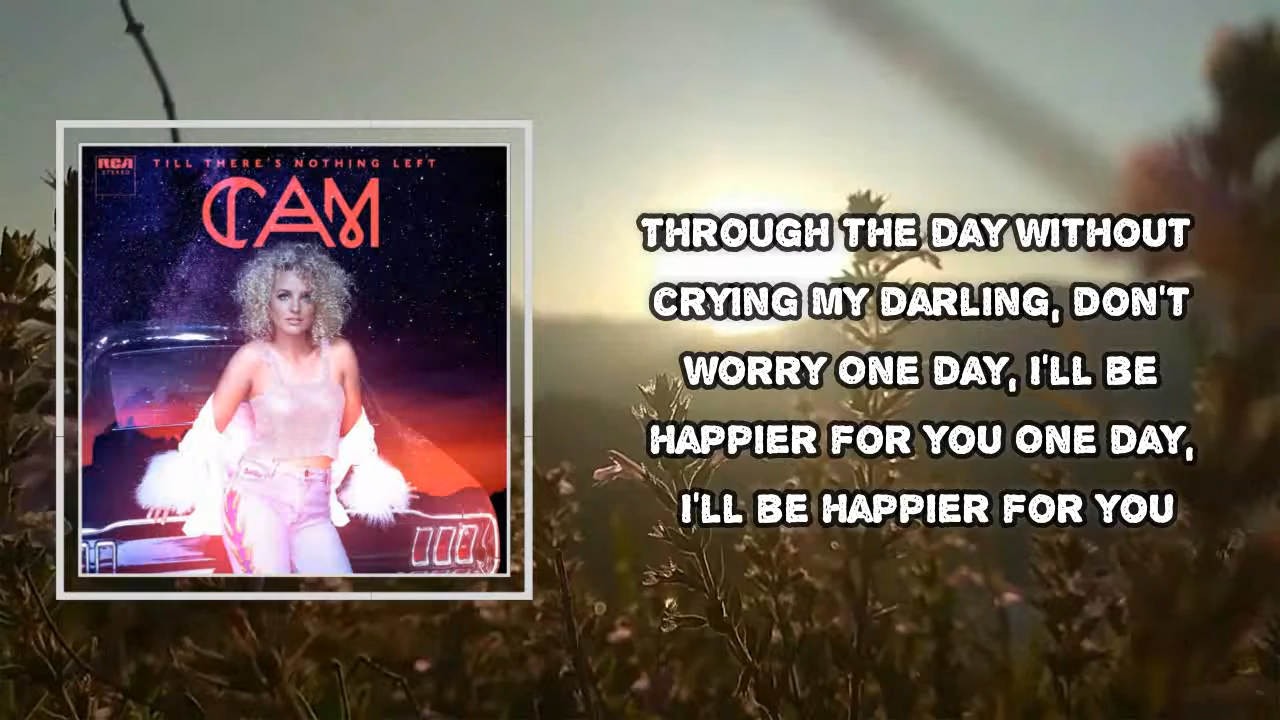 RCA
STEREO
TILL THERE'S NOTHING LEFT
CAM
THROUGH THE DAY WITHOUT
CRYING MY DARLING, DON'T
WORRY ONE DAY, I'LL BE
HAPPIER FOR YOU ONE DAY,
I'LL BE HAPPIER FOR YOU